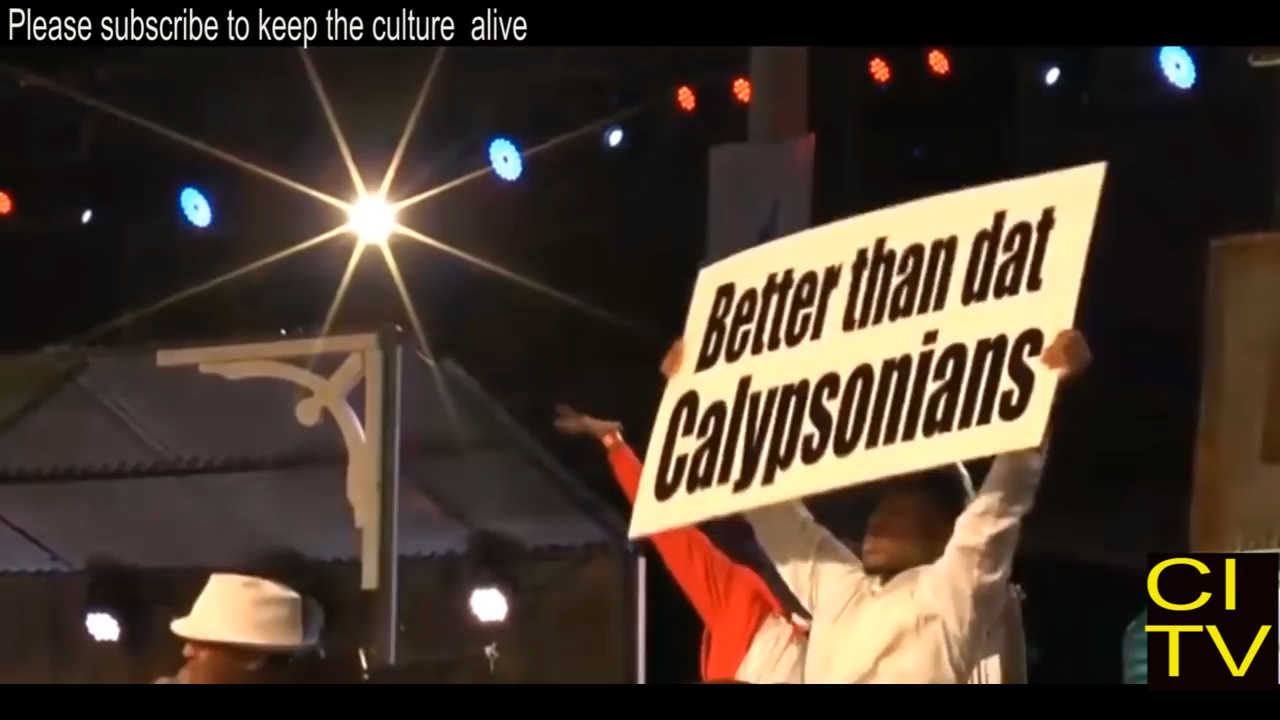 Please subscribe to keep the culture  alive
Better than dat
Calypsonians
CI
TV